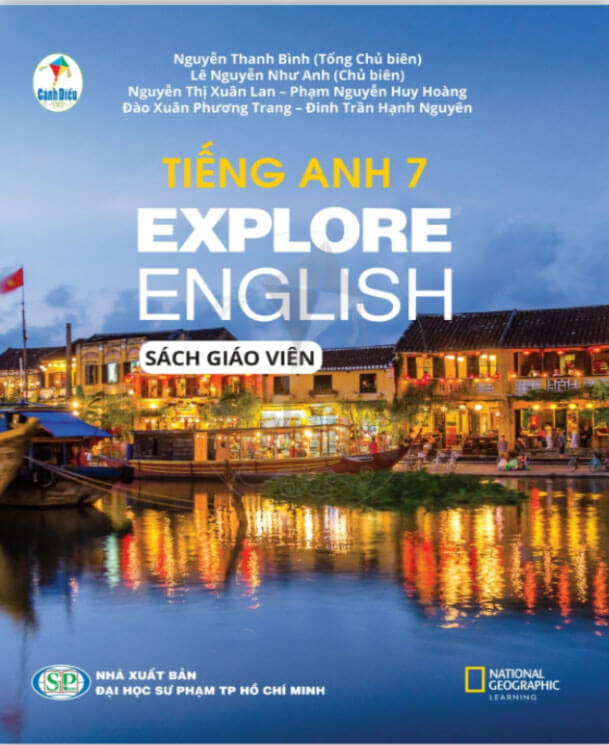 Cánh Diều
Nguyễn Thanh Bình (Tổng Chủ biên)
Lê Nguyễn Như Anh (Chủ biên)
Nguyễn Thị Xuân Lan – Phạm Nguyễn Huy Hoàng
Đào Xuân Phương Trang – Đinh Trần Hạnh Nguyên
TIẾNG ANH 7
EXPLORE
ENGLISH
SÁCH GIÁO VIÊN
NHÀ XUẤT BẢN
ĐẠI HỌC SƯ PHẠM TP HỒ CHÍ MINH
NATIONAL
GEOGRAPHIC
LEARNING